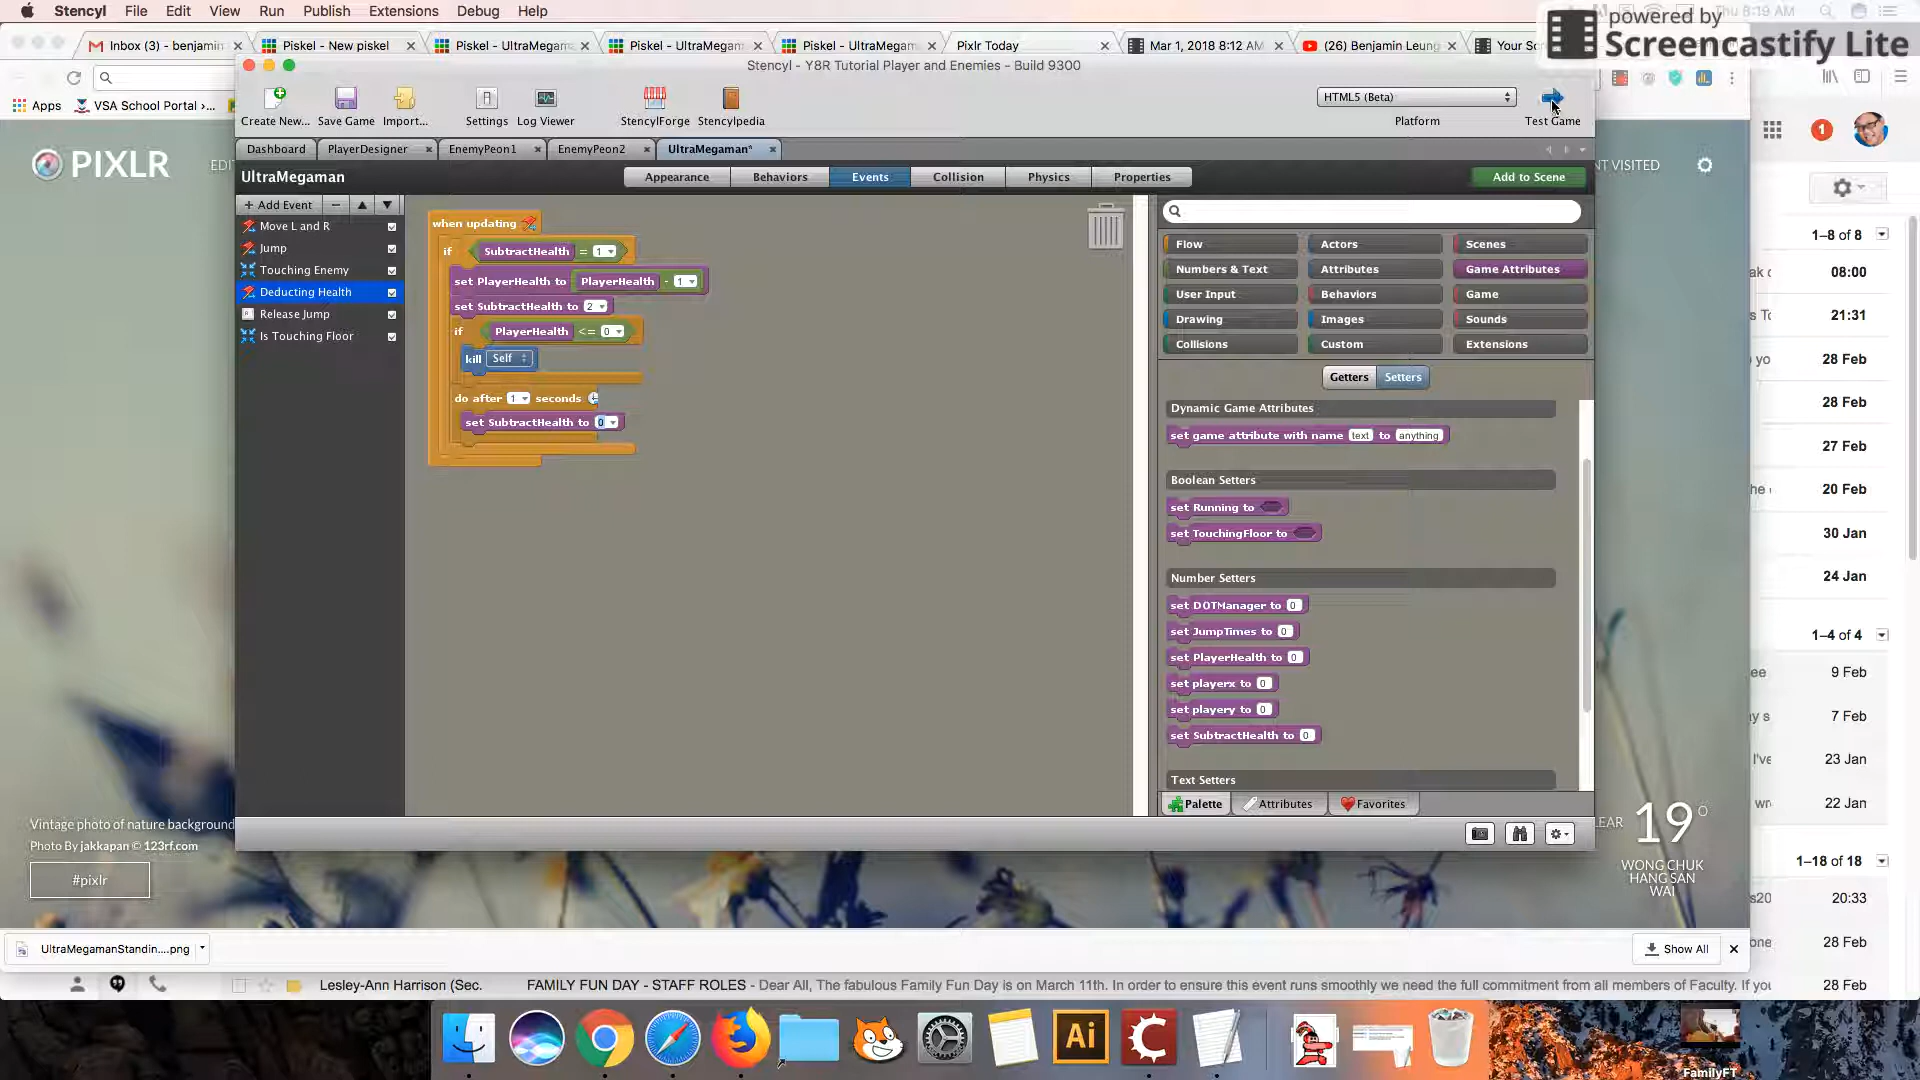 Stencyl File Edit View Run Publish Extensions Debug Help
Thu 8:19 AM
powered by
Screencastify Lite
Inbox (3) - benjamin
Piskel - New piskel
Piskel - UltraMegam
Piskel - UltraMegam
Piskel - UltraMegam
Pixlr Today
Mar 1, 2018 8:12 AM
(26) Benjamin Leung
Your Sc
Stencyl - Y8R Tutorial Player and Enemies - Build 9300
Apps
VSA School Portal
Create New...
Save Game
Import...
Settings
Log Viewer
StencylForge
Stencylpedia
HTML5 (Beta)
Platform
Test Game
Dashboard
PlayerDesigner
EnemyPeon1
EnemyPeon2
UltraMegaman*
PIXLR
UltraMegaman
Appearance
Behaviors
Events
Collision
Physics
Properties
Add to Scene
NT VISITED
1
+ Add Event
Move L and R
Jump
Touching Enemy
Deducting Health
Release Jump
Is Touching Floor
when updating
if SubtractHealth = 1
set PlayerHealth to PlayerHealth - 1
set SubtractHealth to 2
if PlayerHealth <= 0
kill Self
do after 1 seconds
set SubtractHealth to 0
Flow
Actors
Scenes
Numbers & Text
Attributes
Game Attributes
User Input
Behaviors
Game
Drawing
Images
Sounds
Collisions
Custom
Extensions
Getters
Setters
Dynamic Game Attributes
set game attribute with name text to anything
Boolean Setters
set Running to
set TouchingFloor to
Number Setters
set DOTManager to 0
set JumpTimes to 0
set PlayerHealth to 0
set playerx to 0
set playery to 0
set SubtractHealth to 0
Text Setters
Palette
Attributes
Favorites
1–8 of 8
08:00
21:31
28 Feb
28 Feb
27 Feb
20 Feb
30 Jan
24 Jan
1–4 of 4
9 Feb
7 Feb
23 Jan
22 Jan
1–18 of 18
20:33
28 Feb
28 Feb
Vintage photo of nature background
Photo By jakkapan © 123rf.com
#pixlr
LEAR
19°
WONG CHUK
HANG SAN
WAI
UltraMegamanStandin....png
Show All
Lesley-Ann Harrison (Sec.
FAMILY FUN DAY - STAFF ROLES - Dear All, The fabulous Family Fun Day is on March 11th. In order to ensure this event runs smoothly we need the full commitment from all members of Faculty. If you
Ai
FamilyFT